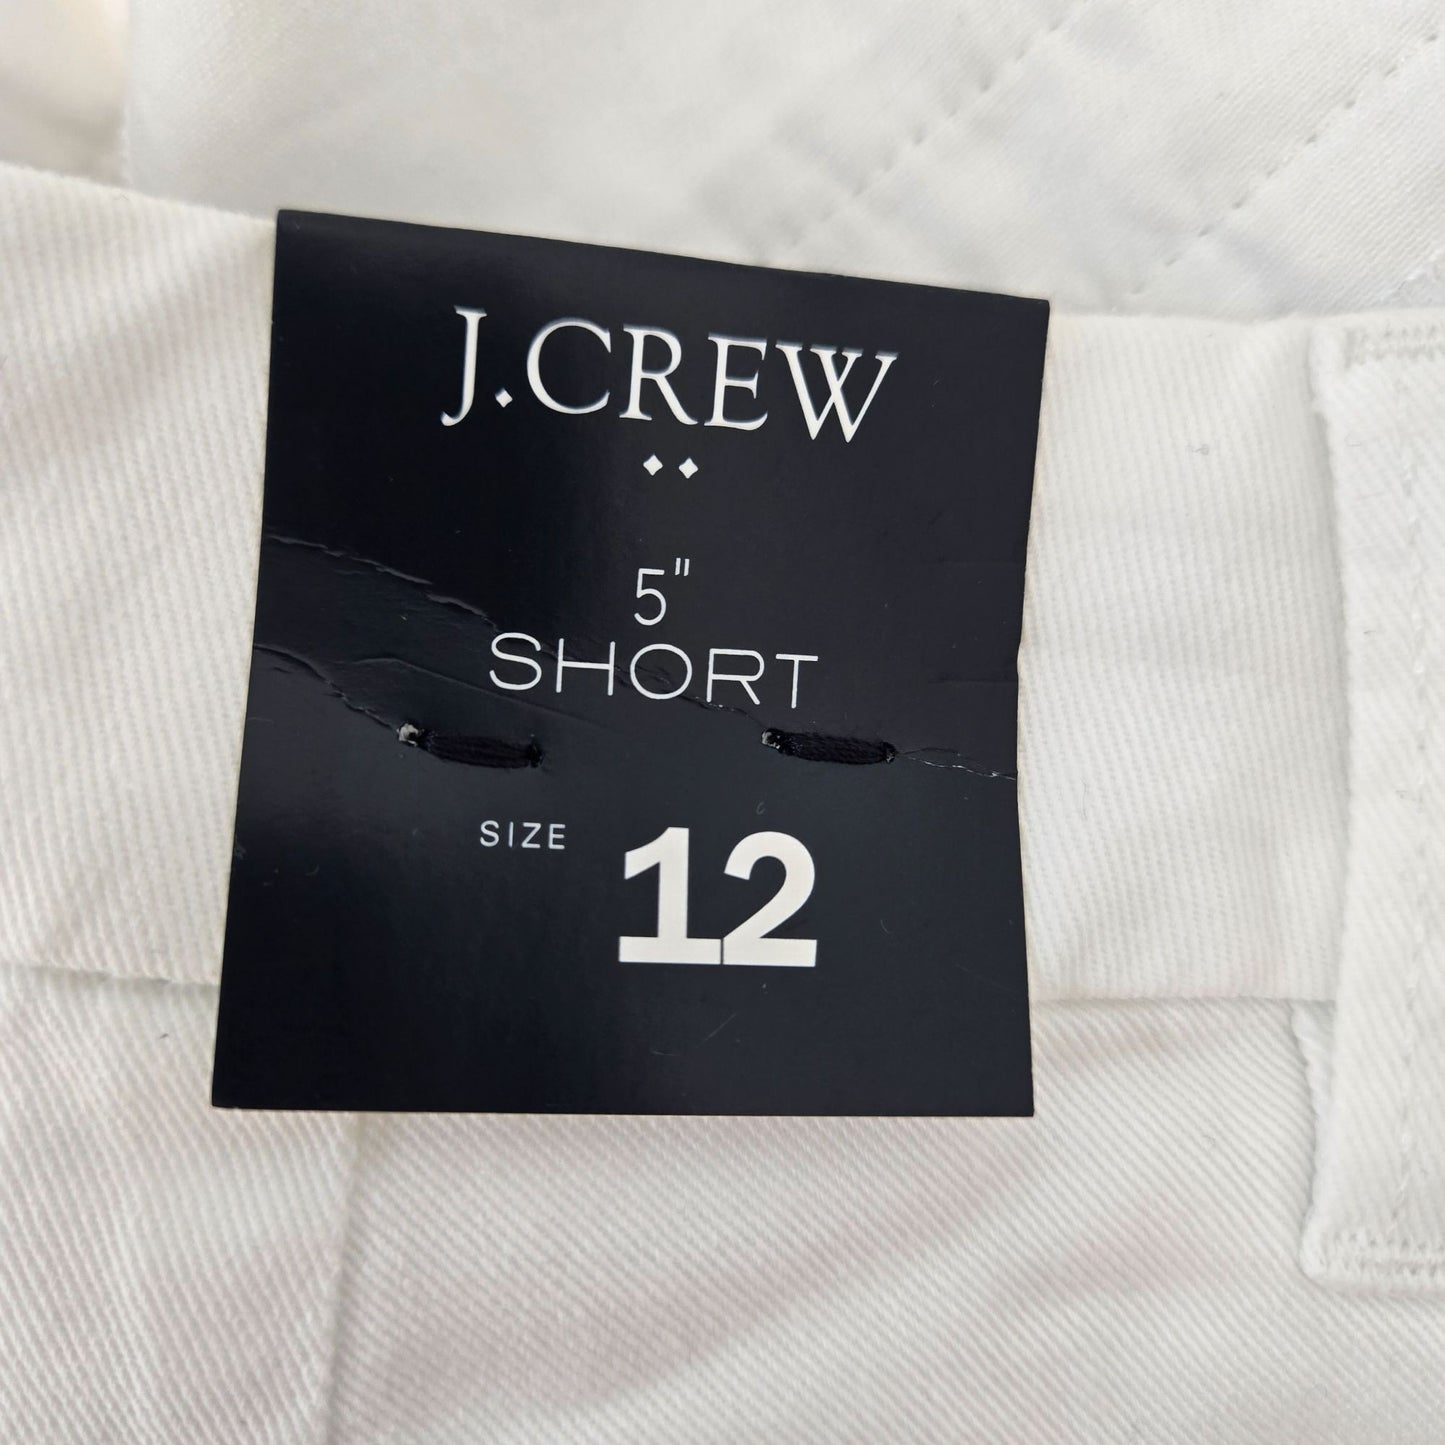 J.CREW
5"
SHORT
SIZE 12